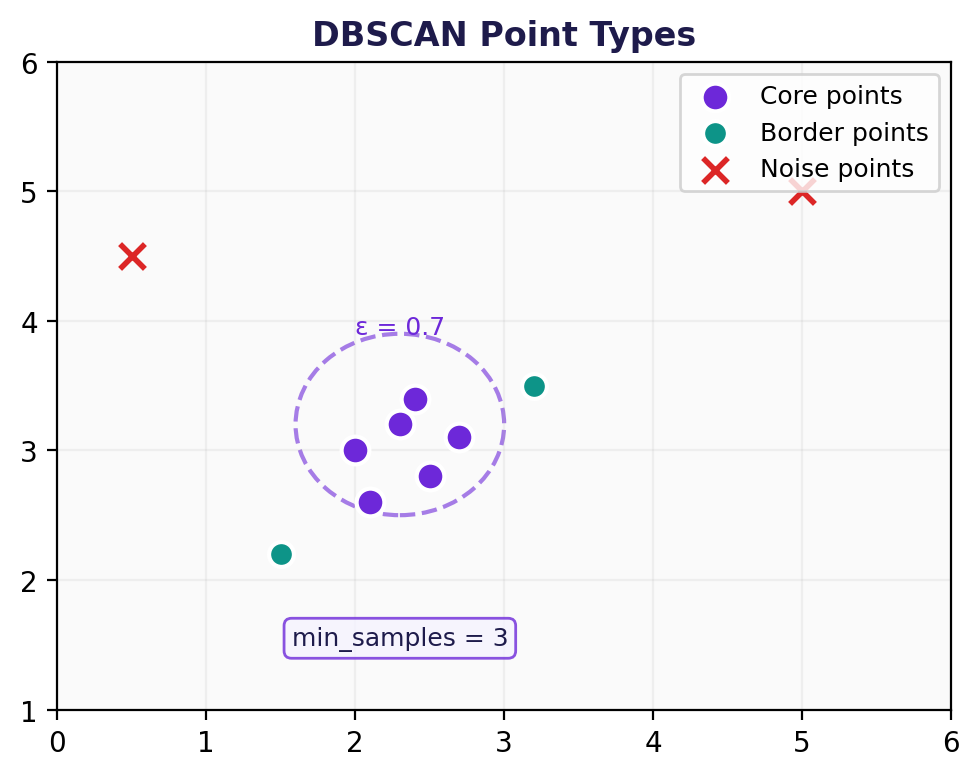 DBSCAN Point Types
6
Core points
Border points
Noise points
5
4
ε = 0.7
3
2
min_samples = 3
1
0 1 2 3 4 5 6